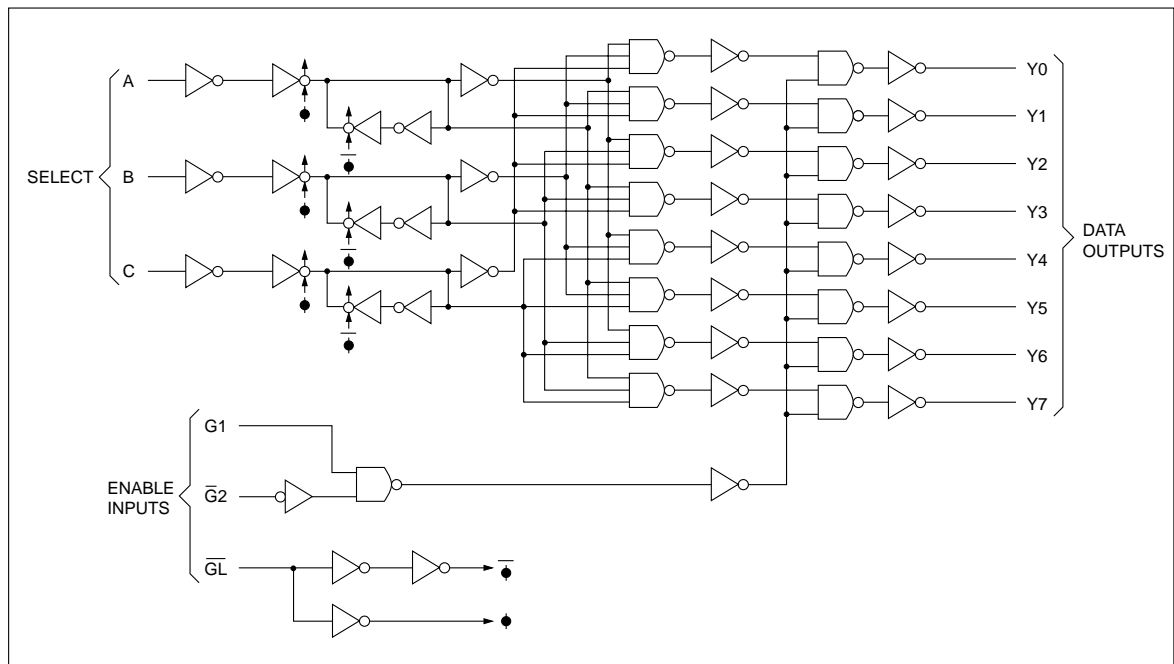 A
SELECT
B
C
Y0
Y1
Y2
Y3
Y4
Y5
Y6
Y7
DATA
OUTPUTS
G1
ENABLE
INPUTS
G̅2
G̅L̅
ϕ̅
ϕ
ϕ
ϕ̅
ϕ
ϕ̅
ϕ
ϕ̅